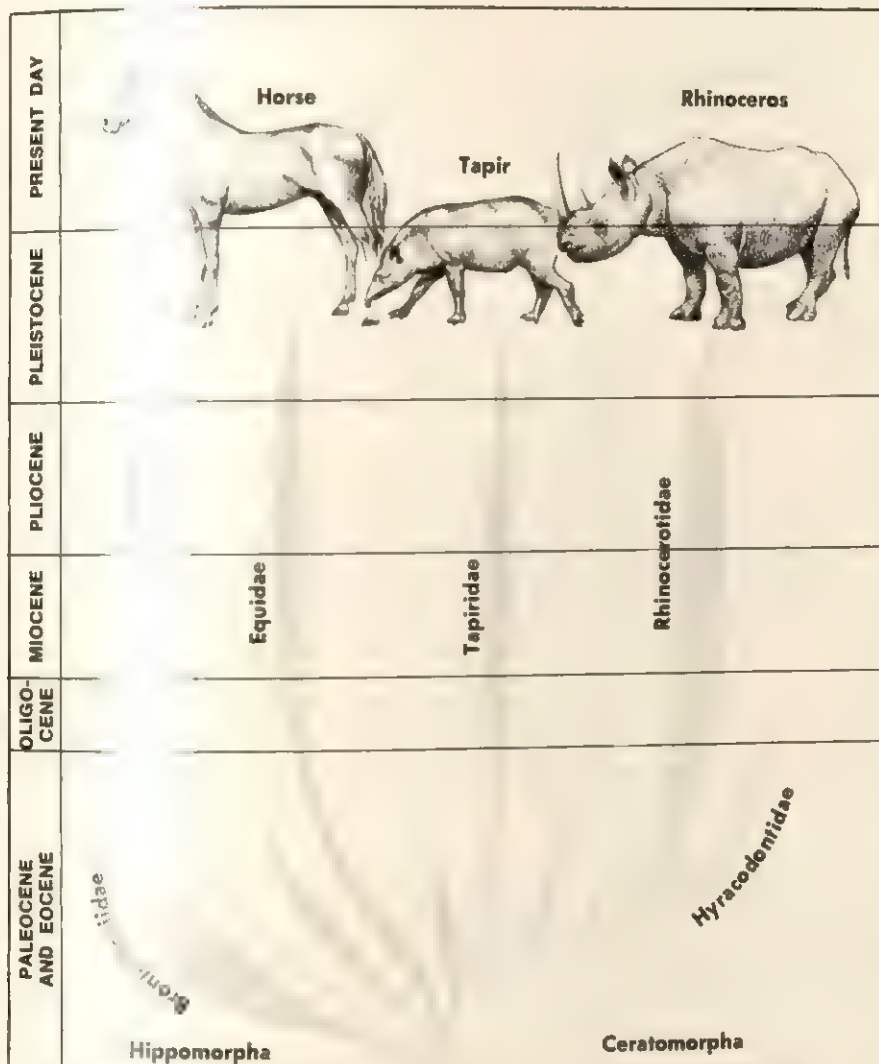 PRESENT DAY
Horse
Rhinoceros
Tapir
PLEISTOCENE
PLIOCENE
Rhinocerotidae
MIOCENE
Equidae
Tapiridae
OLIGO-
CENE
PALEOCENE
AND EOCENE
Hyracodontidae
Hippomorpha
Ceratomorpha